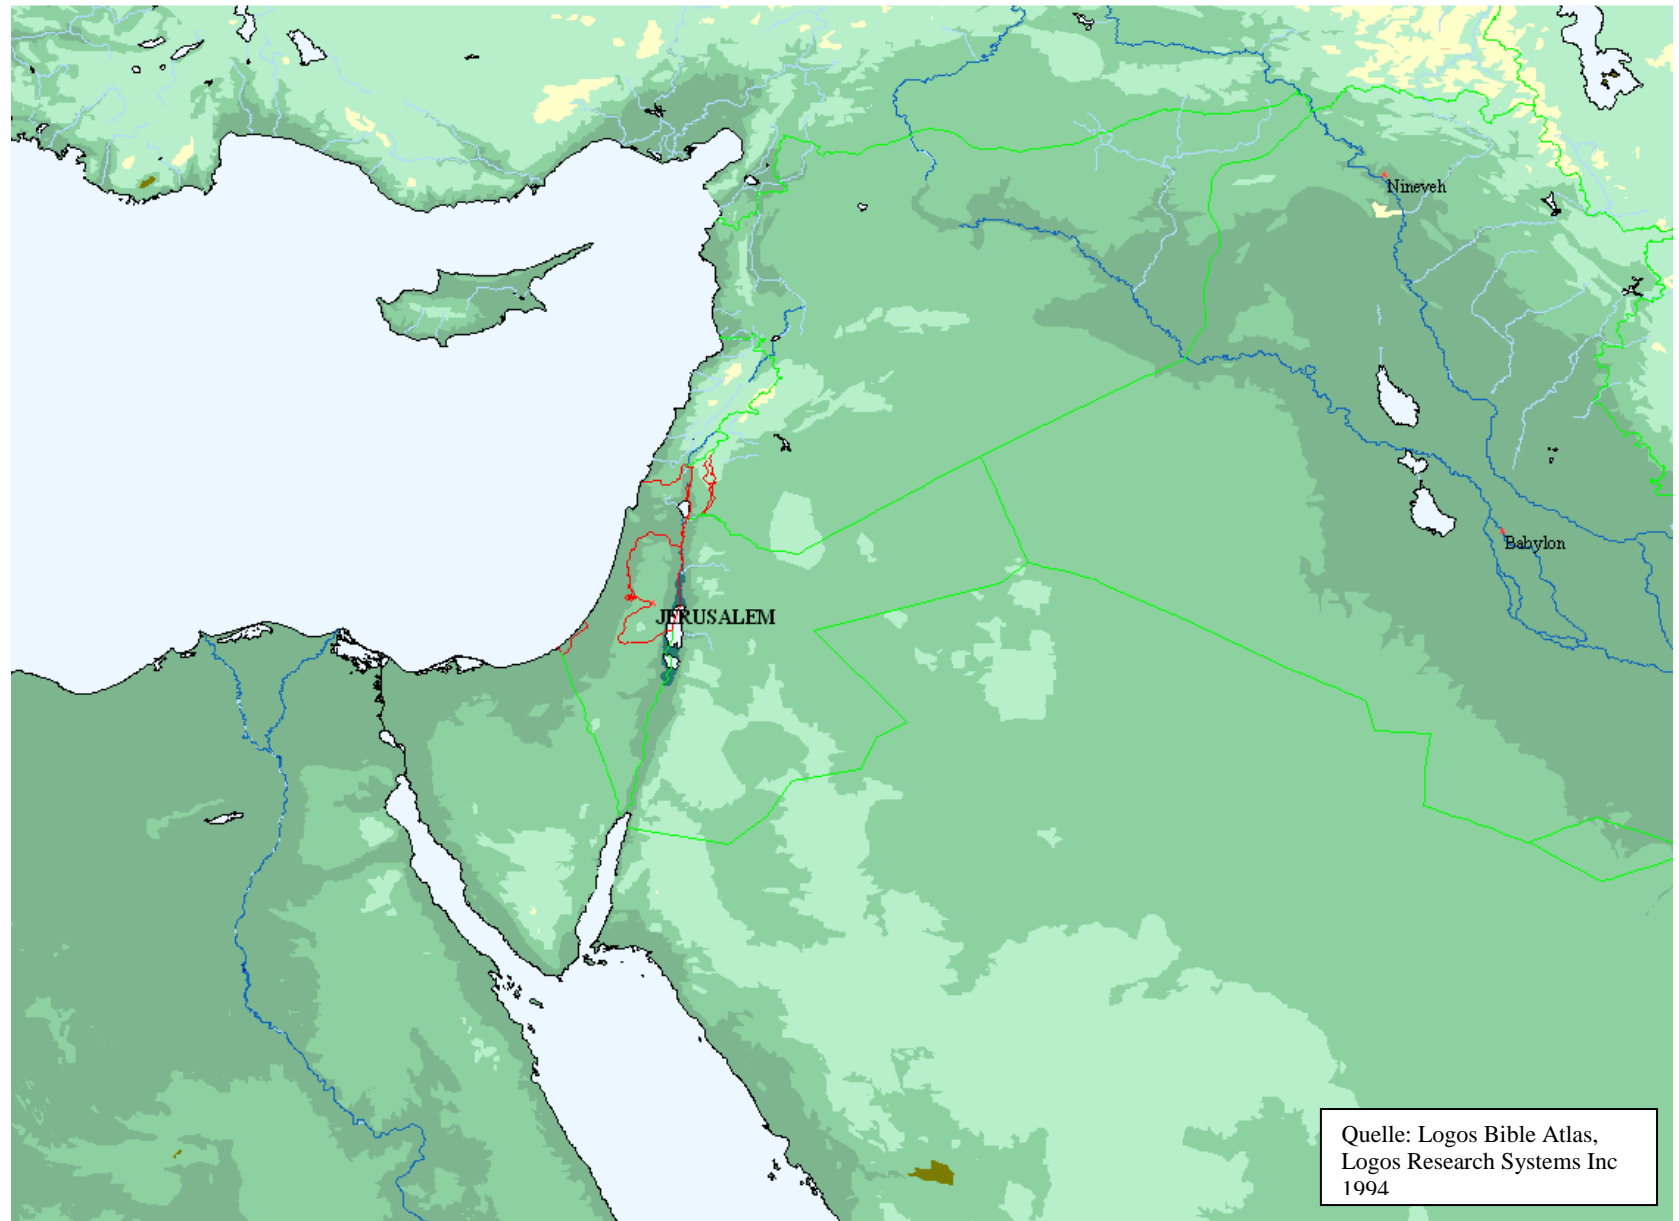 Nineveh
Babylon
JERUSALEM
Quelle: Logos Bible Atlas,
Logos Research Systems Inc
1994